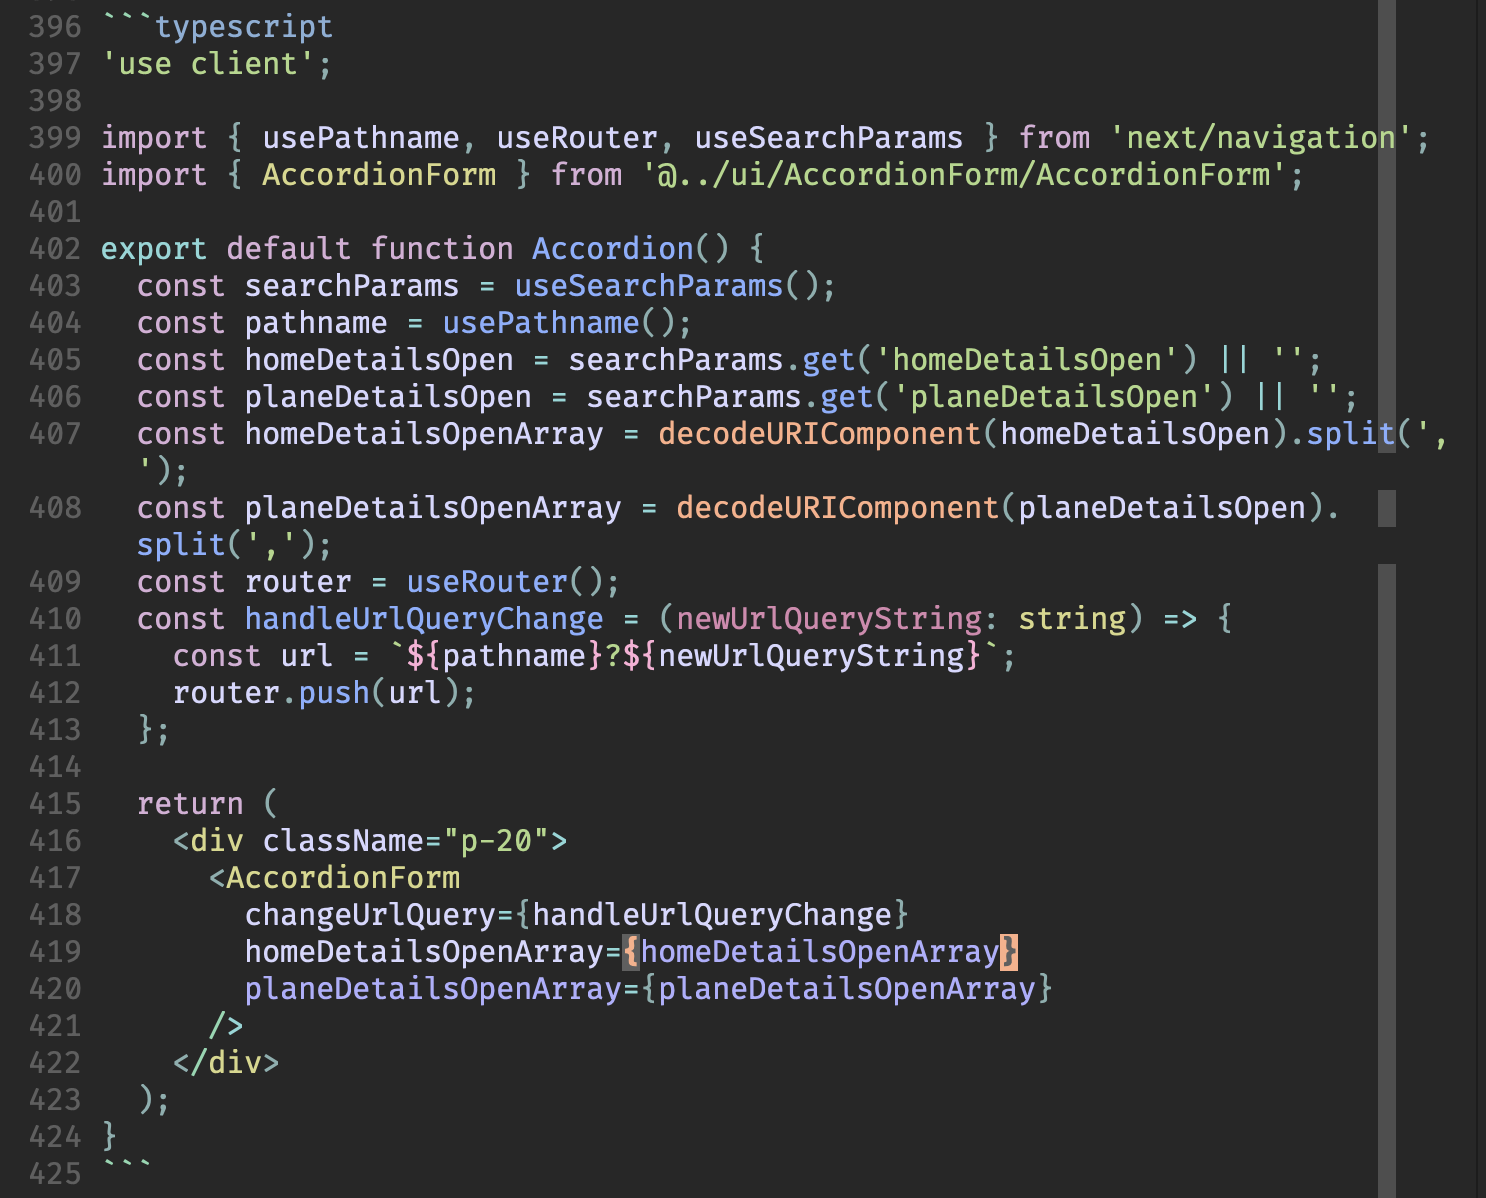 396 ```typescript
397 'use client';
398
399 import { usePathname, useRouter, useSearchParams } from 'next/navigation';
400 import { AccordionForm } from '@../ui/AccordionForm/AccordionForm';
401
402 export default function Accordion() {
403   const searchParams = useSearchParams();
404   const pathname = usePathname();
405   const homeDetailsOpen = searchParams.get('homeDetailsOpen') || '';
406   const planeDetailsOpen = searchParams.get('planeDetailsOpen') || '';
407   const homeDetailsOpenArray = decodeURIComponent(homeDetailsOpen).split(',
  ');
408   const planeDetailsOpenArray = decodeURIComponent(planeDetailsOpen).
  split(',');
409   const router = useRouter();
410   const handleUrlQueryChange = (newUrlQueryString: string) => {
411     const url = `${pathname}?${newUrlQueryString}`;
412     router.push(url);
413   };
414
415   return (
416     <div className="p-20">
417       <AccordionForm
418         changeUrlQuery={handleUrlQueryChange}
419         homeDetailsOpenArray={homeDetailsOpenArray}
420         planeDetailsOpenArray={planeDetailsOpenArray}
421       />
422     </div>
423   );
424 }
425 ```